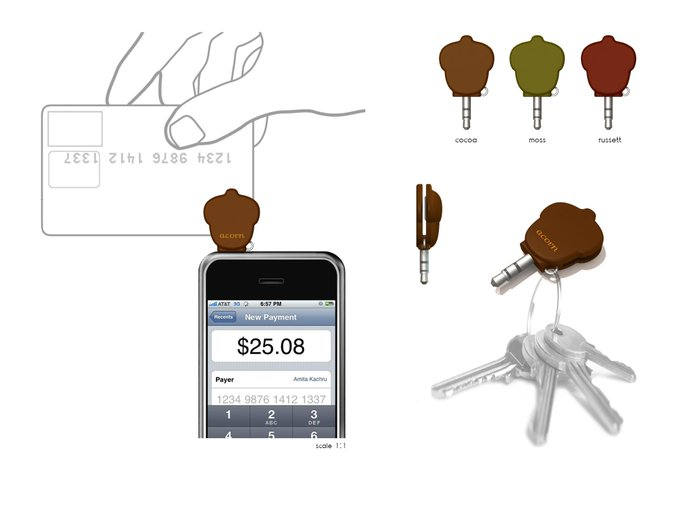 1234 9876 1412 1337
acorn
AT&T 3G 6:57 PM
Recents New Payment
$25.08
Payer Amita Kachru
1234 9876 1412 1337
1 2 3
ABC DEF
4 5 6
scale 1:1
cocoa moss russett
acorn